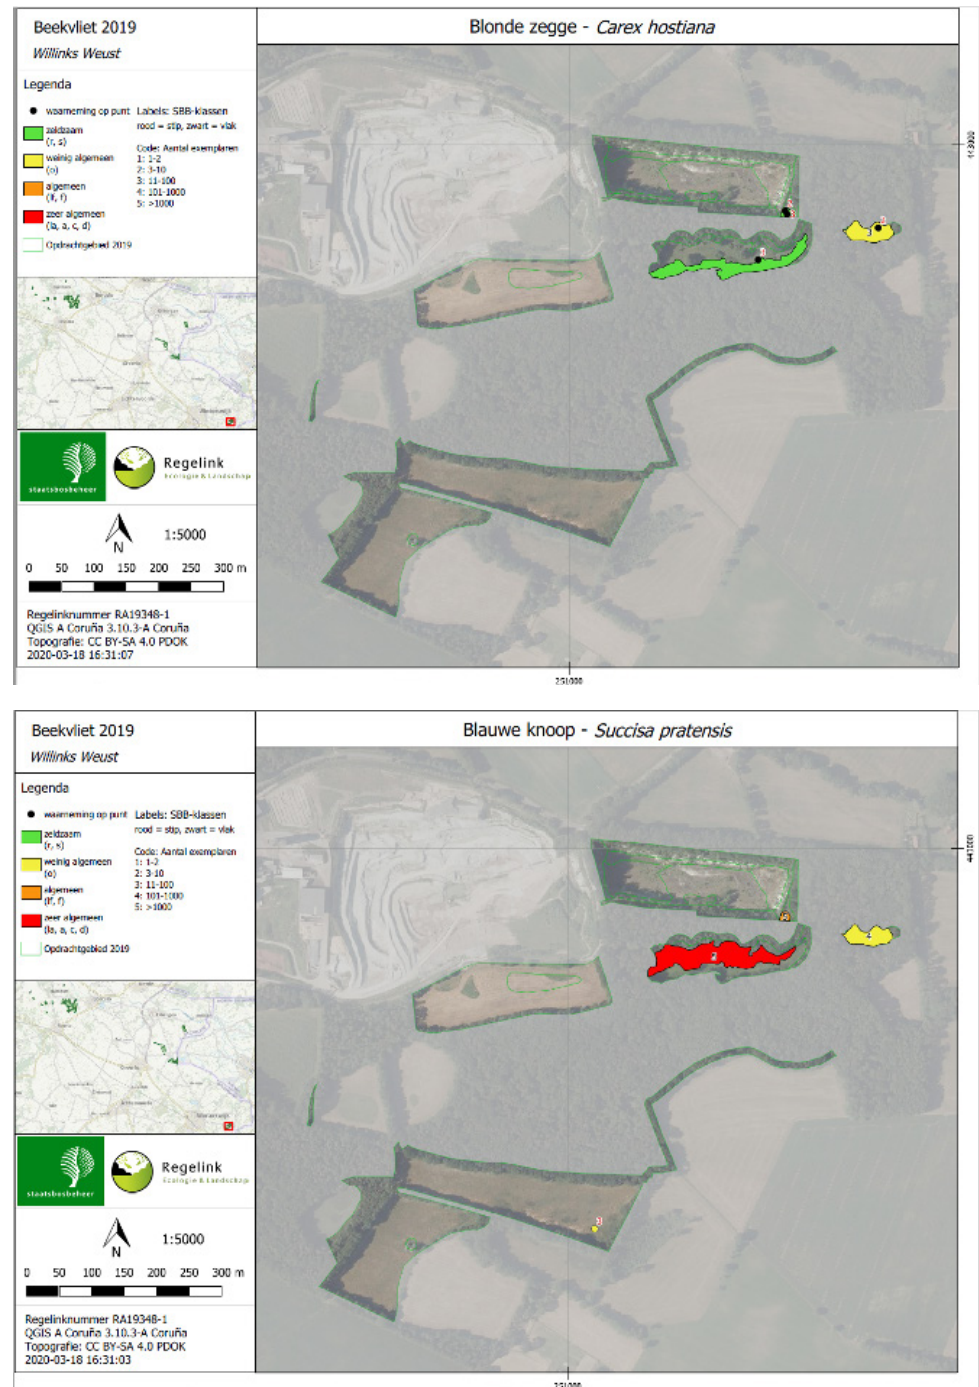 Beekvliet 2019
Willinks Weust
Blonde zegge - Carex hostiana
Legenda
waarneming op punt
zeldzaam
(r, s)
weinig algemeen
(o)
algemeen
(lf, f)
zeer algemeen
(la, a, c, d)
Opdrachtgebied 2019
Labels: SBB-klassen
rood = stip, zwart = vlak
Code: Aantal exemplaren
1: 1-2
2: 3-10
3: 11-100
4: 101-1000
5: >1000
443000
staatsbosbeheer
Regelink
Ecologie & Landschap
N
1:5000
0 50 100 150 200 250 300 m
Regelinknummer RA19348-1
QGIS A Coruña 3.10.3-A Coruña
Topografie: CC BY-SA 4.0 PDOK
2020-03-18 16:31:07
251000
Beekvliet 2019
Willinks Weust
Blauwe knoop - Succisa pratensis
Legenda
waarneming op punt
zeldzaam
(r, s)
weinig algemeen
(o)
algemeen
(lf, f)
zeer algemeen
(la, a, c, d)
Opdrachtgebied 2019
Labels: SBB-klassen
rood = stip, zwart = vlak
Code: Aantal exemplaren
1: 1-2
2: 3-10
3: 11-100
4: 101-1000
5: >1000
443000
staatsbosbeheer
Regelink
Ecologie & Landschap
N
1:5000
0 50 100 150 200 250 300 m
Regelinknummer RA19348-1
QGIS A Coruña 3.10.3-A Coruña
Topografie: CC BY-SA 4.0 PDOK
2020-03-18 16:31:03
251000